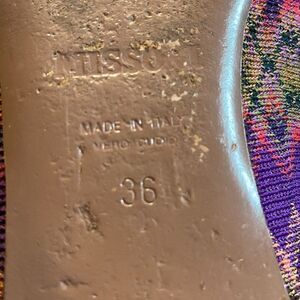 MISSONI
MADE IN ITALY
VERO CUOIO
36